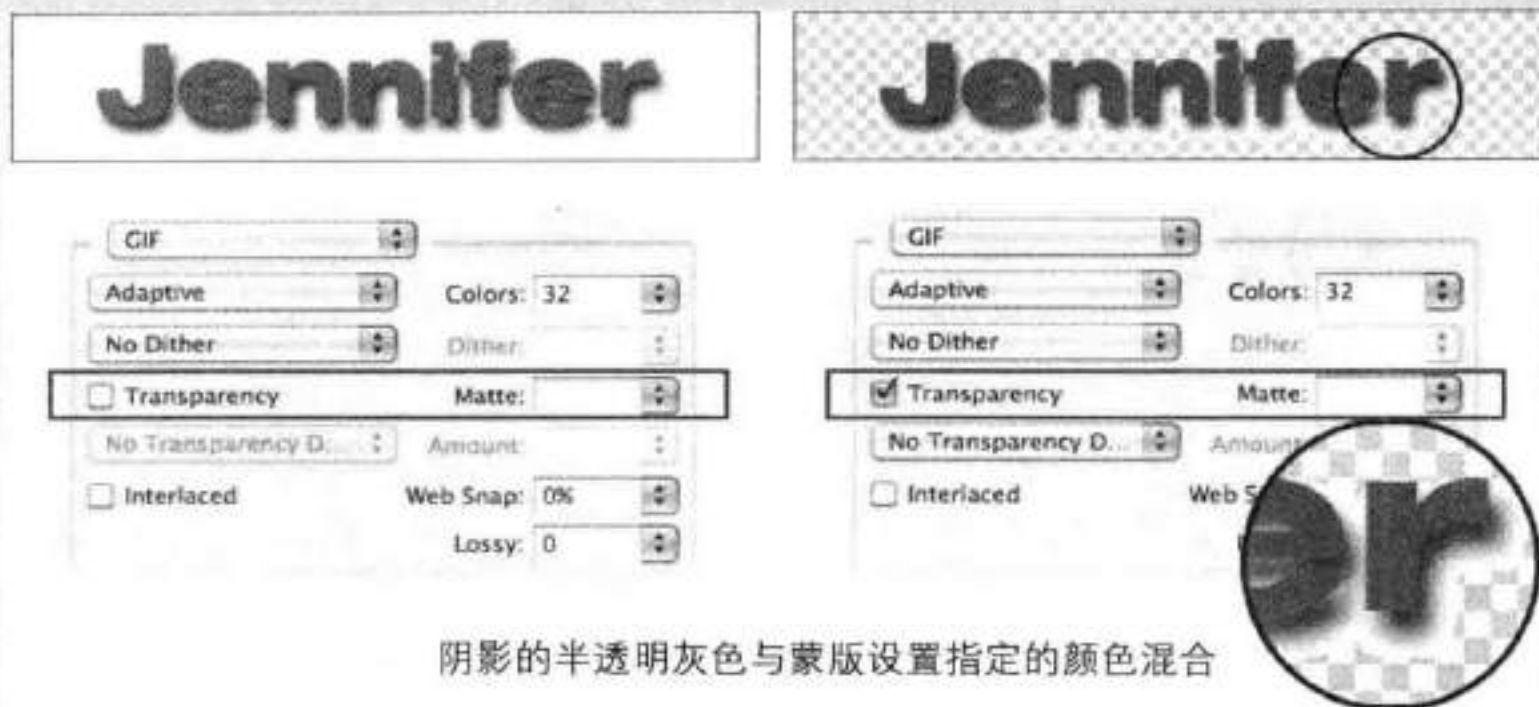 Jennifer
Jennifer
GIF
Adaptive
Colors: 32
No Dither
Dither:
Transparency
Matte:
No Transparency D...
Amount:
Interlaced
Web Snap: 0%
Lossy: 0
GIF
Adaptive
Colors: 32
No Dither
Dither:
Transparency
Matte:
No Transparency D...
Amount:
Interlaced
Web S
er
阴影的半透明灰色与蒙版设置指定的颜色混合